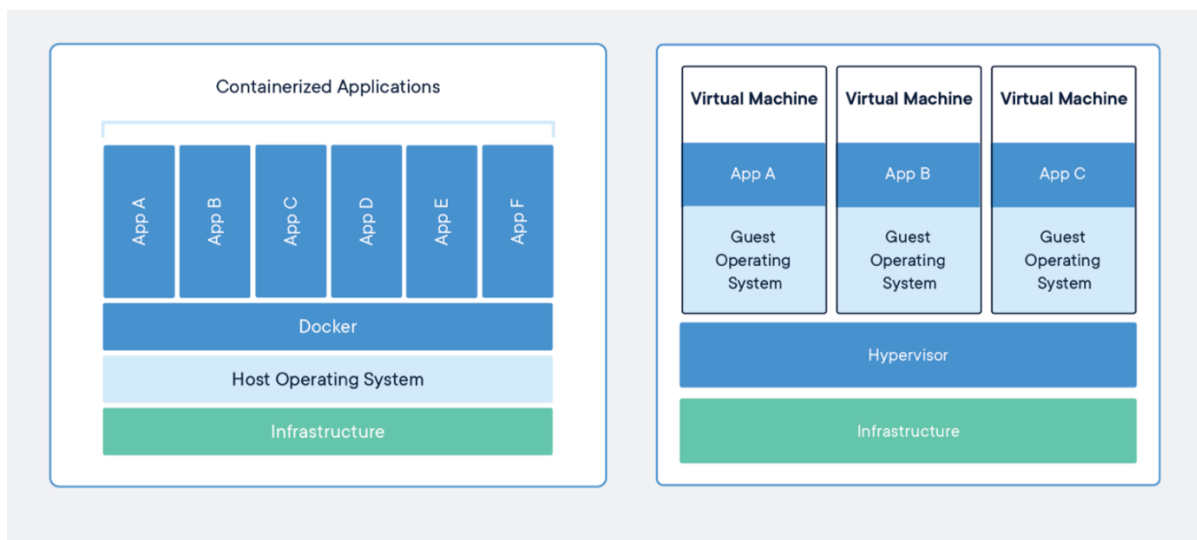 Containerized Applications
App A
App B
App C
App D
App E
App F
Docker
Host Operating System
Infrastructure
Virtual Machine
App A
Guest
Operating
System
Virtual Machine
App B
Guest
Operating
System
Virtual Machine
App C
Guest
Operating
System
Hypervisor
Infrastructure